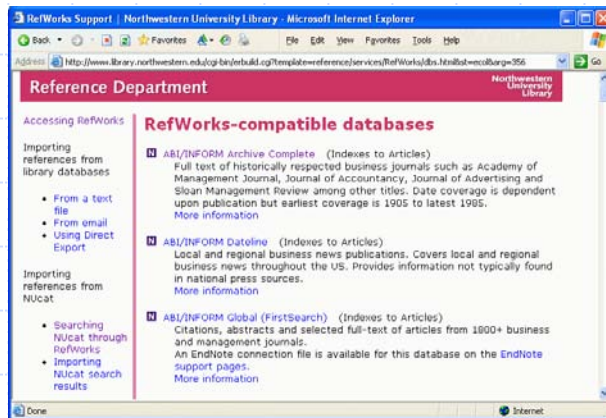 RefWorks Support | Northwestern University Library - Microsoft Internet Explorer
Back Favorites File Edit View Favorites Tools Help
Address http://www.library.northwestern.edu/cgi-bin/erbuild.cgi?template=reference/services/RefWorks/dbs.html&st=ecol&arg=356 Go
Reference Department
Northwestern
University
Library
Accessing RefWorks
Importing
references from
library databases
From a text
file
From email
Using Direct
Export
Importing
references from
NUcat
Searching
NUcat through
RefWorks
Importing
NUcat search
results
RefWorks-compatible databases
N ABI/INFORM Archive Complete (Indexes to Articles)
Full text of historically respected business journals such as Academy of
Management Journal, Journal of Accountancy, Journal of Advertising and
Sloan Management Review among other titles. Date coverage is dependent
upon publication but earliest coverage is 1905 to latest 1985.
More information
N ABI/INFORM Dateline (Indexes to Articles)
Local and regional business news publications. Covers local and regional
business news throughout the US. Provides information not typically found
in national press sources.
More information
N ABI/INFORM Global (FirstSearch) (Indexes to Articles)
Citations, abstracts and selected full-text of articles from 1800+ business
and management journals.
An EndNote connection file is available for this database on the EndNote
support pages.
More information
Done Internet